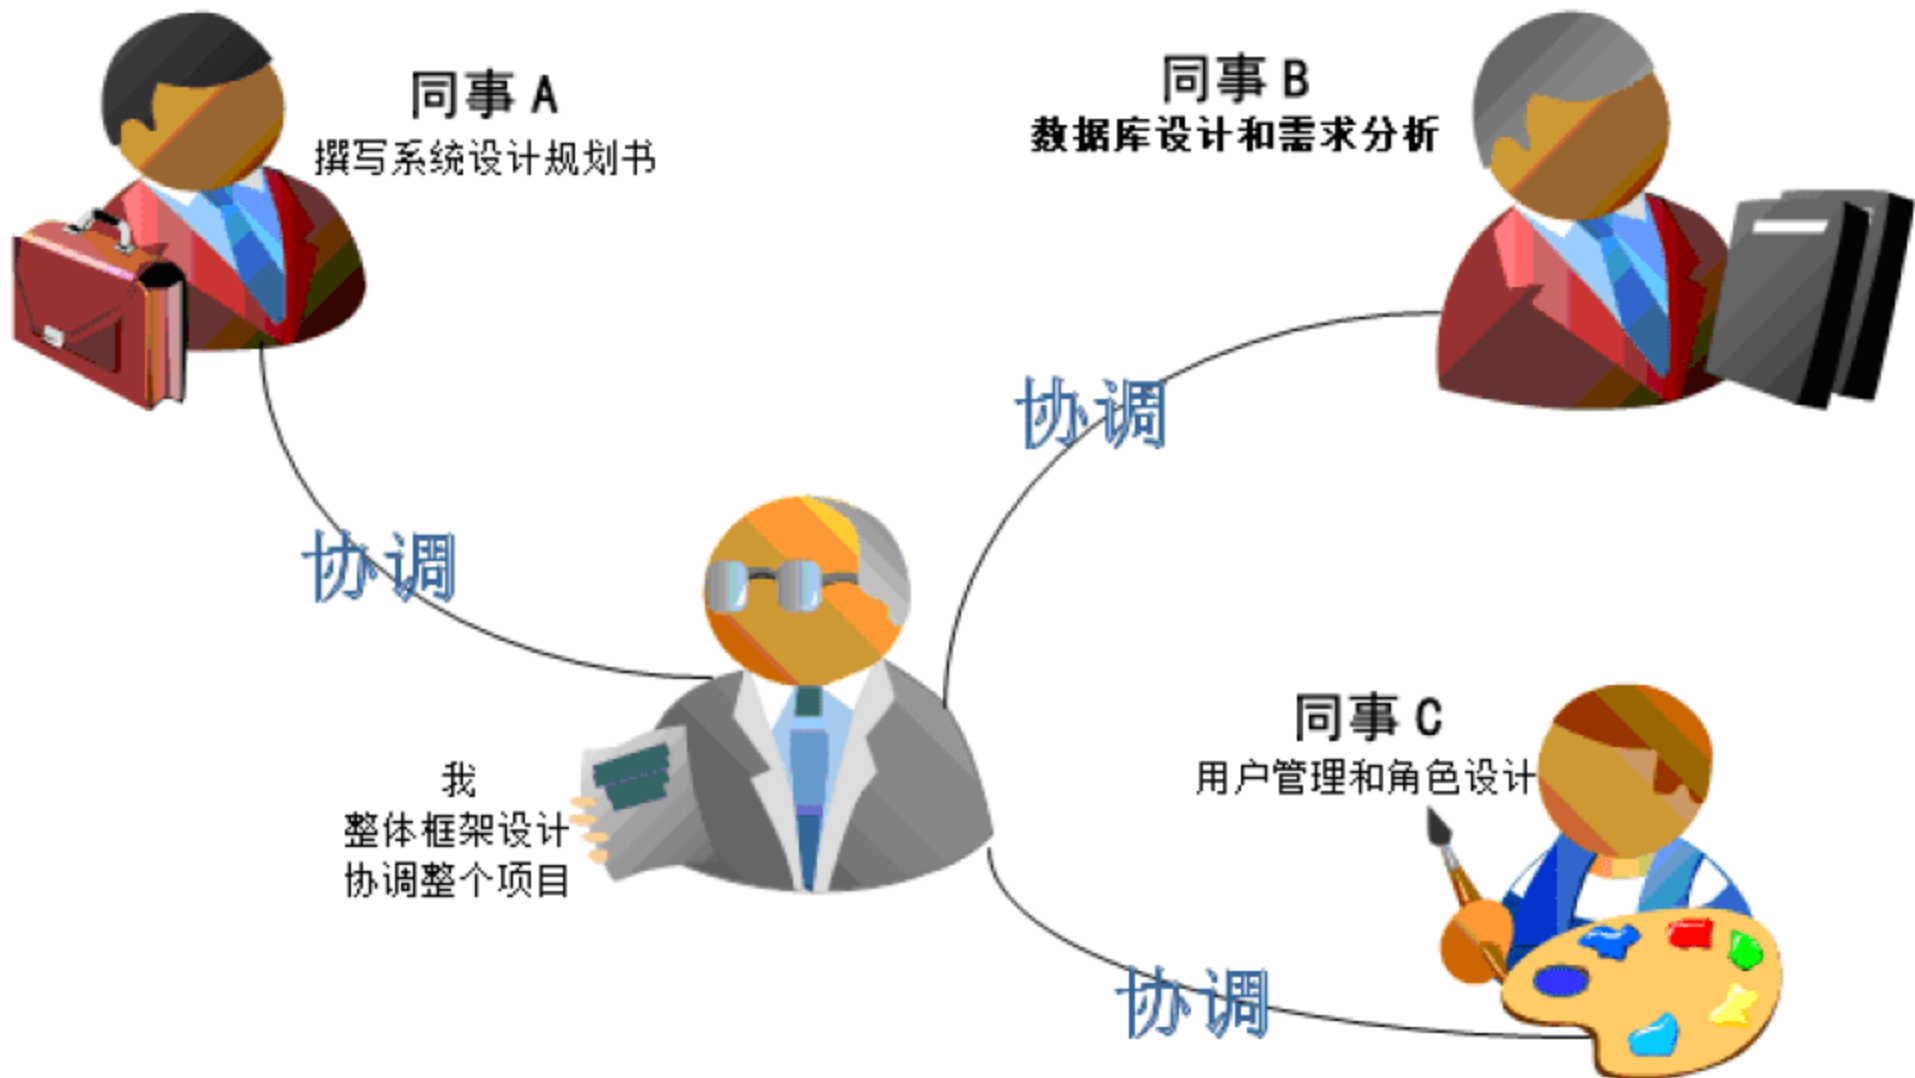 同事 A
撰写系统设计规划书
同事 B
数据库设计和需求分析
协调
协调
我
整体框架设计
协调整个项目
同事 C
用户管理和角色设计
协调